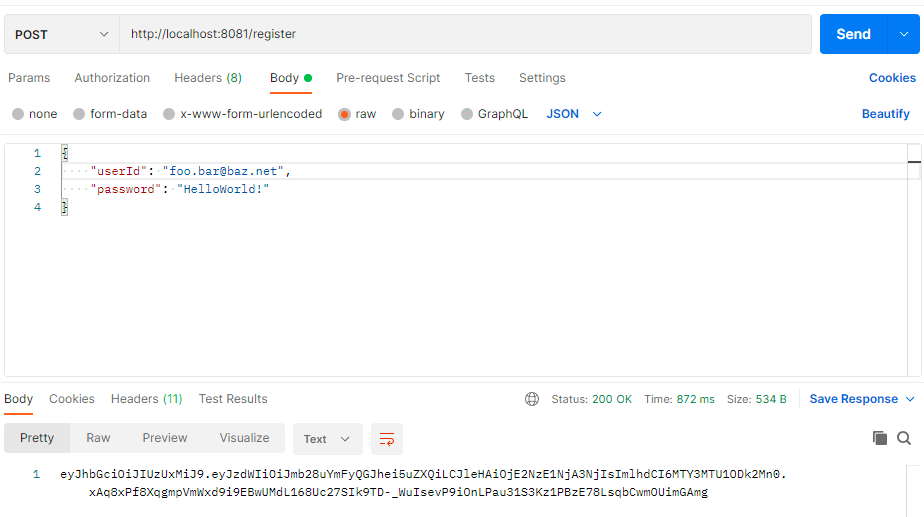 POST http://localhost:8081/register Send
Params Authorization Headers (8) Body Pre-request Script Tests Settings Cookies
none form-data x-www-form-urlencoded raw binary GraphQL JSON Beautify
1 {
2 "userId": "foo.bar@baz.net",
3 "password": "HelloWorld!"
4 }
Body Cookies Headers (11) Test Results Status: 200 OK Time: 872 ms Size: 534 B Save Response
Pretty Raw Preview Visualize Text
1 eyJhbGciOiJIUzUxMiJ9.eyJzdWIiOiJmb28uYmFyQGJhei5uZXQiLCJleHAiOjE2NzE1NjA3NjIsImlhdCI6MTY3MTU1ODk2Mn0.
xAq8xPf8XqgmpVmWxd9i9EBwUMdL168Uc27SIk9TD-_WuIsevP9iOnLPau31S3Kz1PBzE78LsqbCwmOUimGAmg